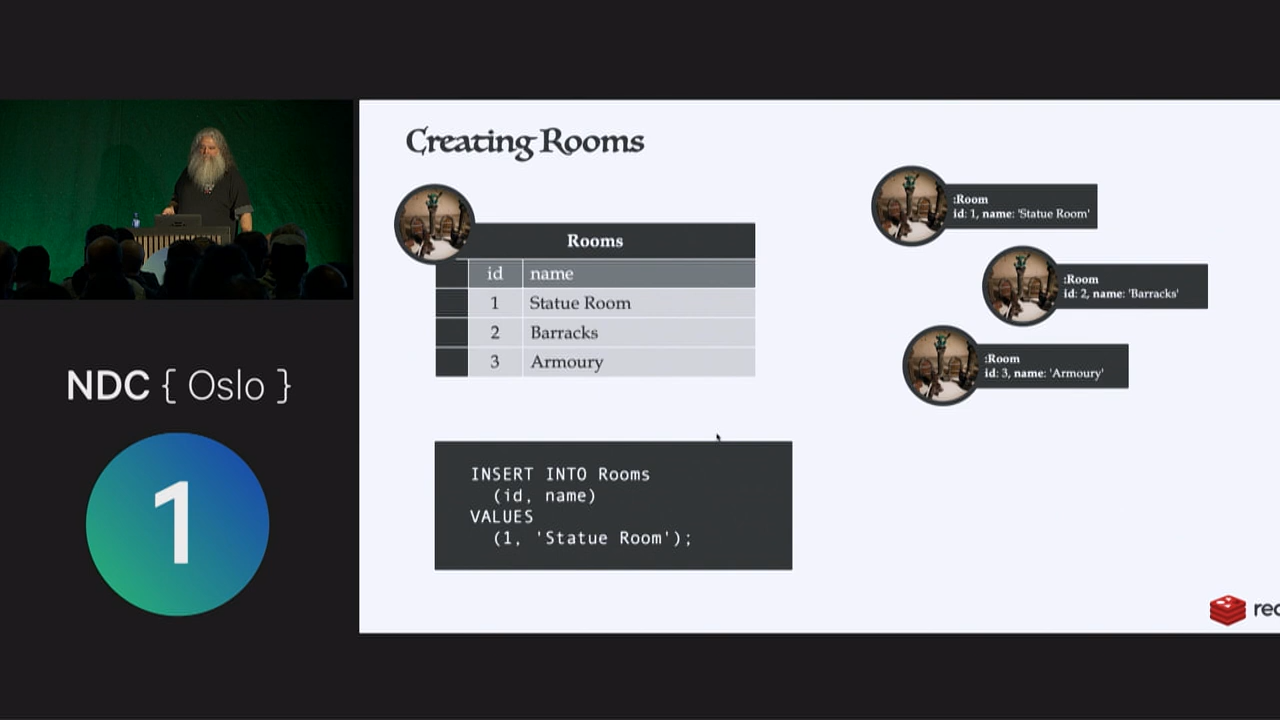 Creating Rooms
Rooms
id name
1 Statue Room
2 Barracks
3 Armoury
:Room
id: 1, name: 'Statue Room'
:Room
id: 2, name: 'Barracks'
:Room
id: 3, name: 'Armoury'
INSERT INTO Rooms
(id, name)
VALUES
(1, 'Statue Room');
NDC { Oslo }
1